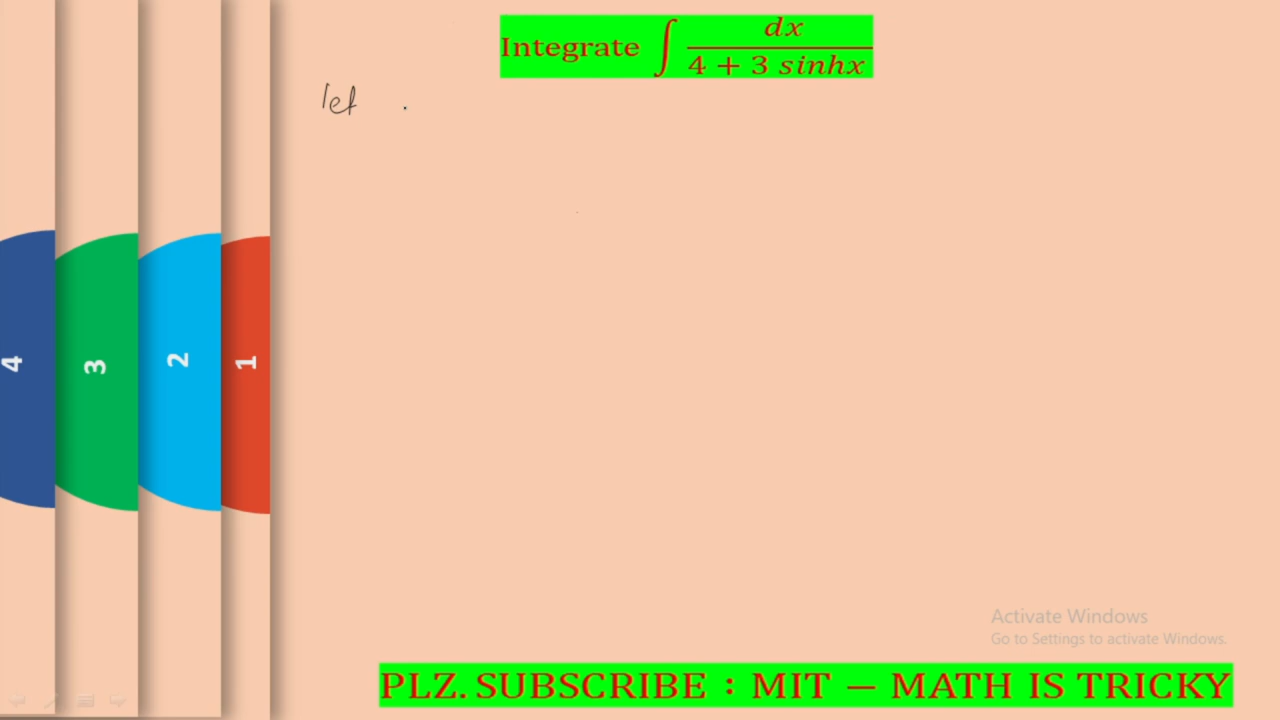 Integrate ∫ dx / 4 + 3 sinhx
let .
4
3
2
1
Activate Windows
Go to Settings to activate Windows.
PLZ. SUBSCRIBE : MIT – MATH IS TRICKY